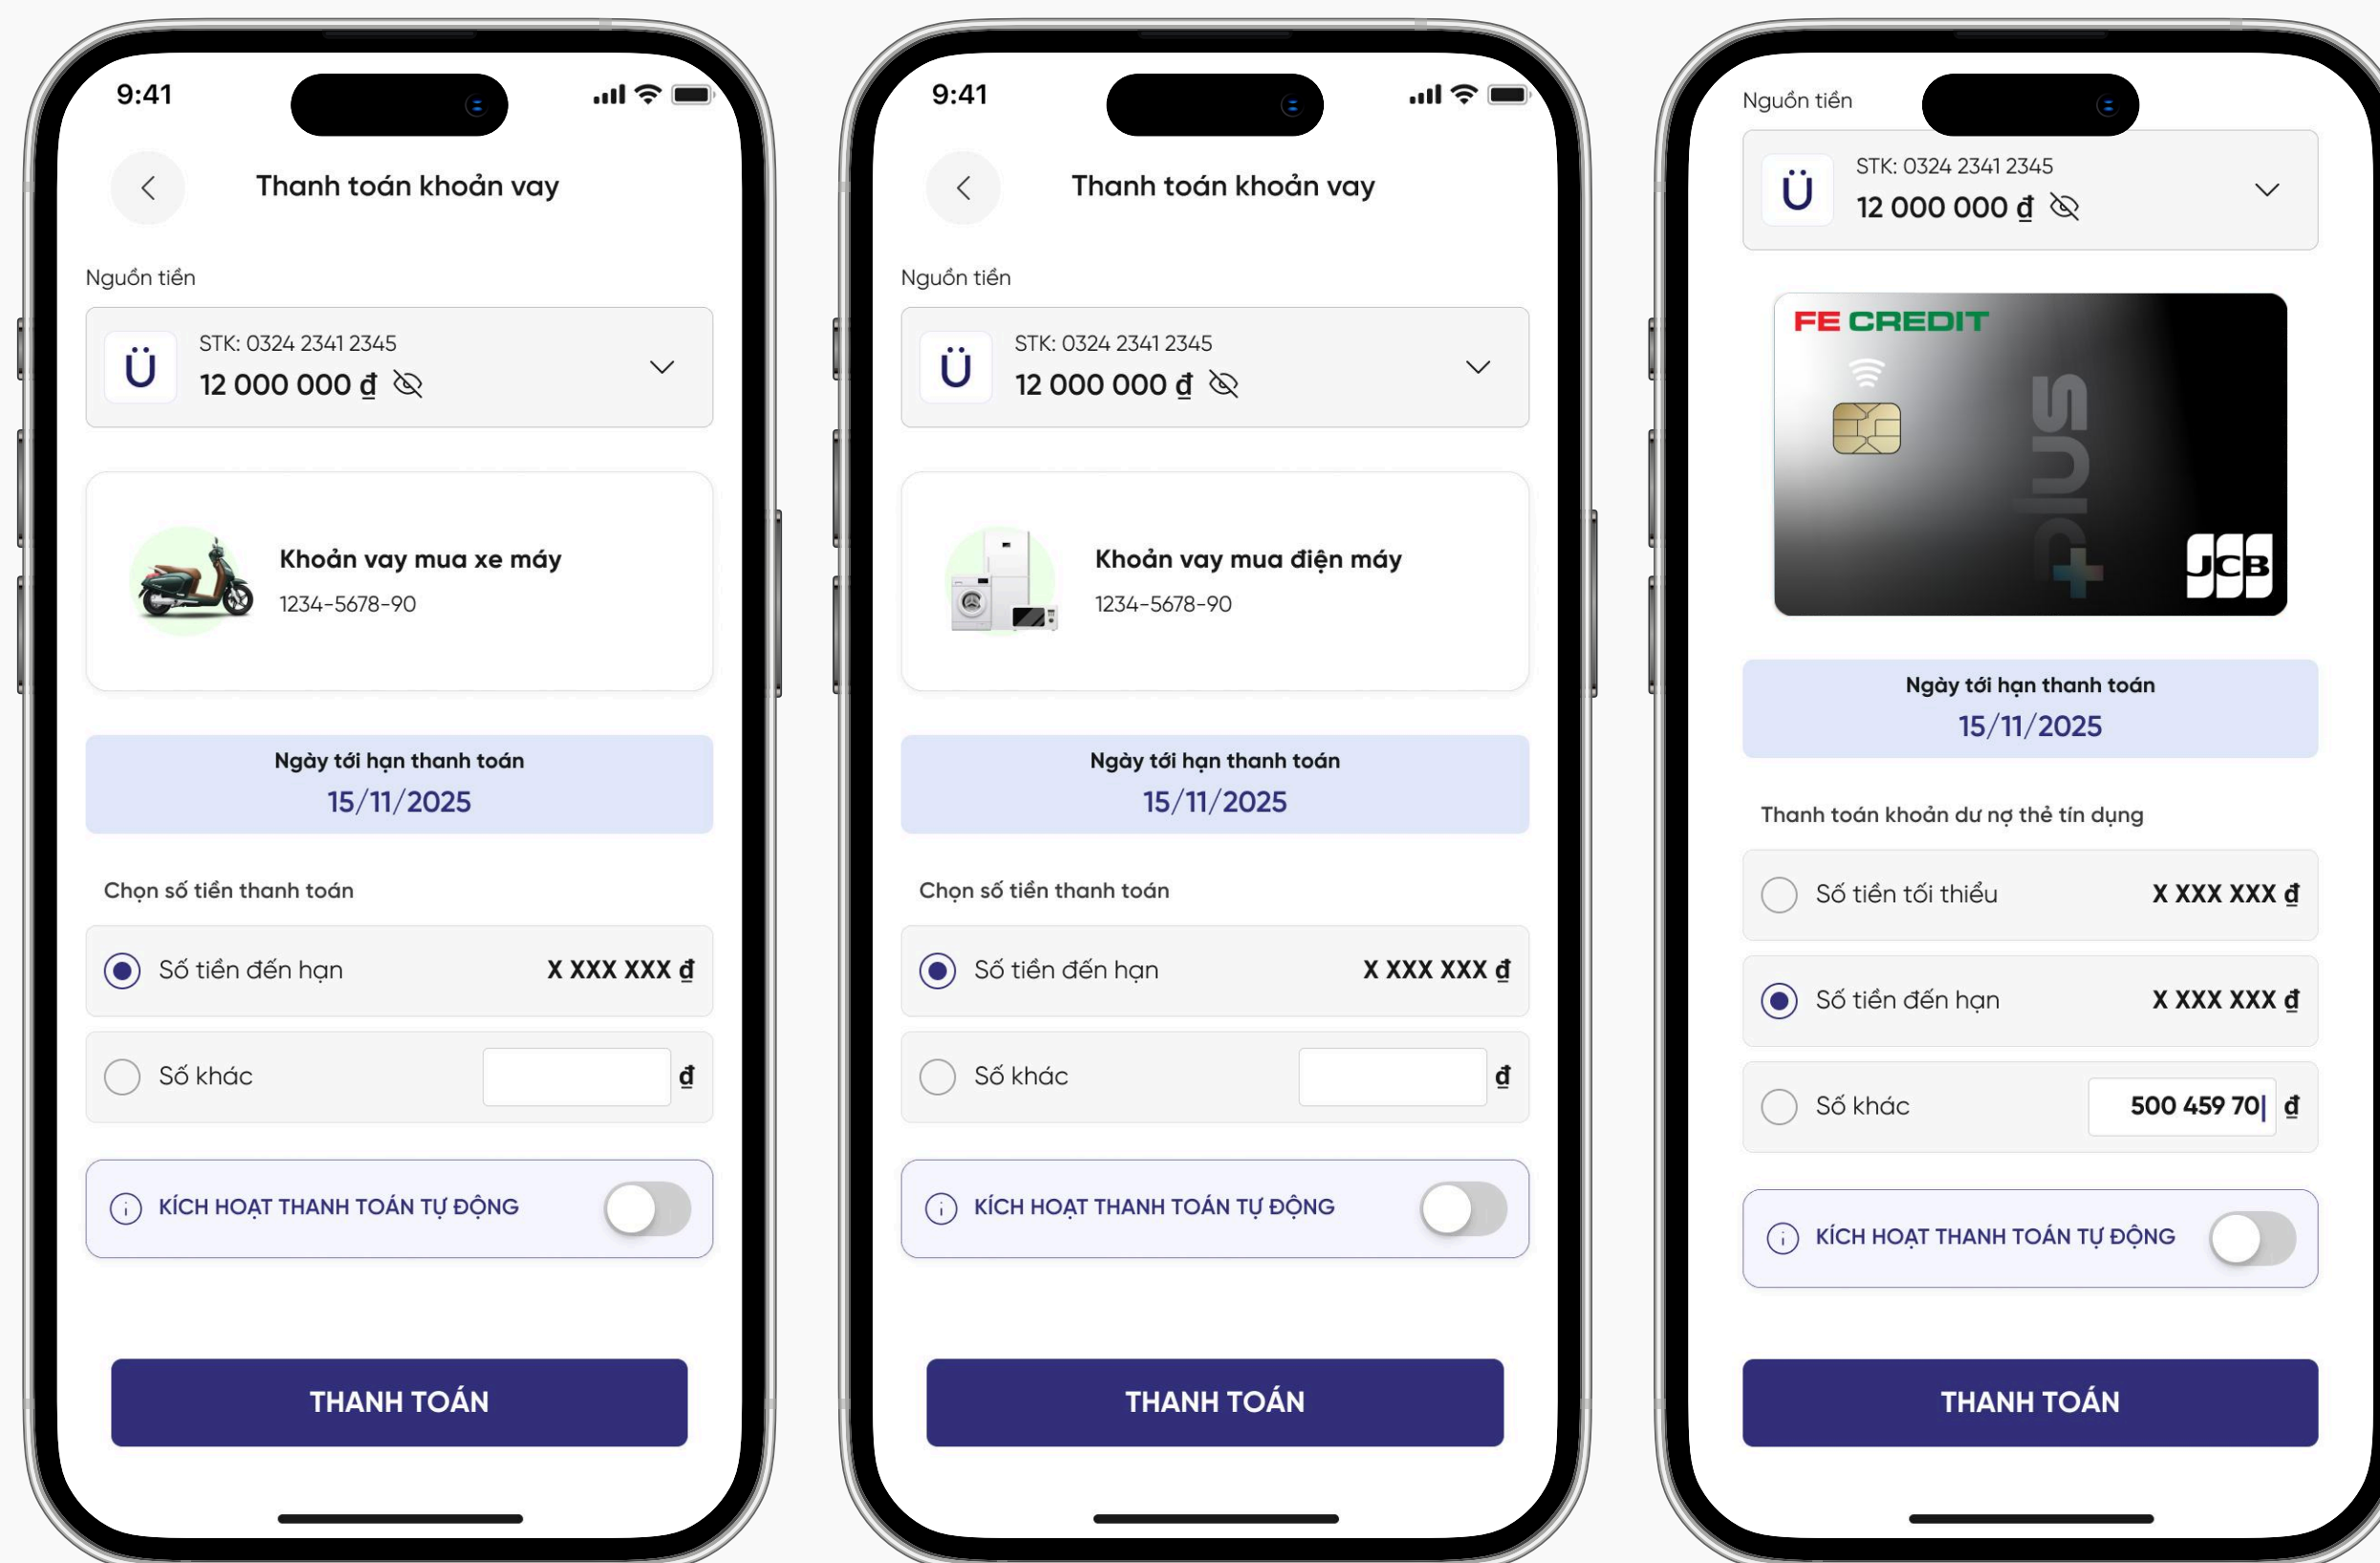 9:41
Thanh toán khoản vay
Nguồn tiền
Ü
STK: 0324 2341 2345
12 000 000 ₫
Khoản vay mua xe máy
1234-5678-90
Ngày tới hạn thanh toán
15/11/2025
Chọn số tiền thanh toán
Số tiền đến hạn X XXX XXX ₫
Số khác ₫
KÍCH HOẠT THANH TOÁN TỰ ĐỘNG
THANH TOÁN
9:41
Thanh toán khoản vay
Nguồn tiền
Ü
STK: 0324 2341 2345
12 000 000 ₫
Khoản vay mua điện máy
1234-5678-90
Ngày tới hạn thanh toán
15/11/2025
Chọn số tiền thanh toán
Số tiền đến hạn X XXX XXX ₫
Số khác ₫
KÍCH HOẠT THANH TOÁN TỰ ĐỘNG
THANH TOÁN
Nguồn tiền
Ü
STK: 0324 2341 2345
12 000 000 ₫
FE CREDIT
plus
JCB
Ngày tới hạn thanh toán
15/11/2025
Thanh toán khoản dư nợ thẻ tín dụng
Số tiền tối thiểu X XXX XXX ₫
Số tiền đến hạn X XXX XXX ₫
Số khác 500 459 70 ₫
KÍCH HOẠT THANH TOÁN TỰ ĐỘNG
THANH TOÁN